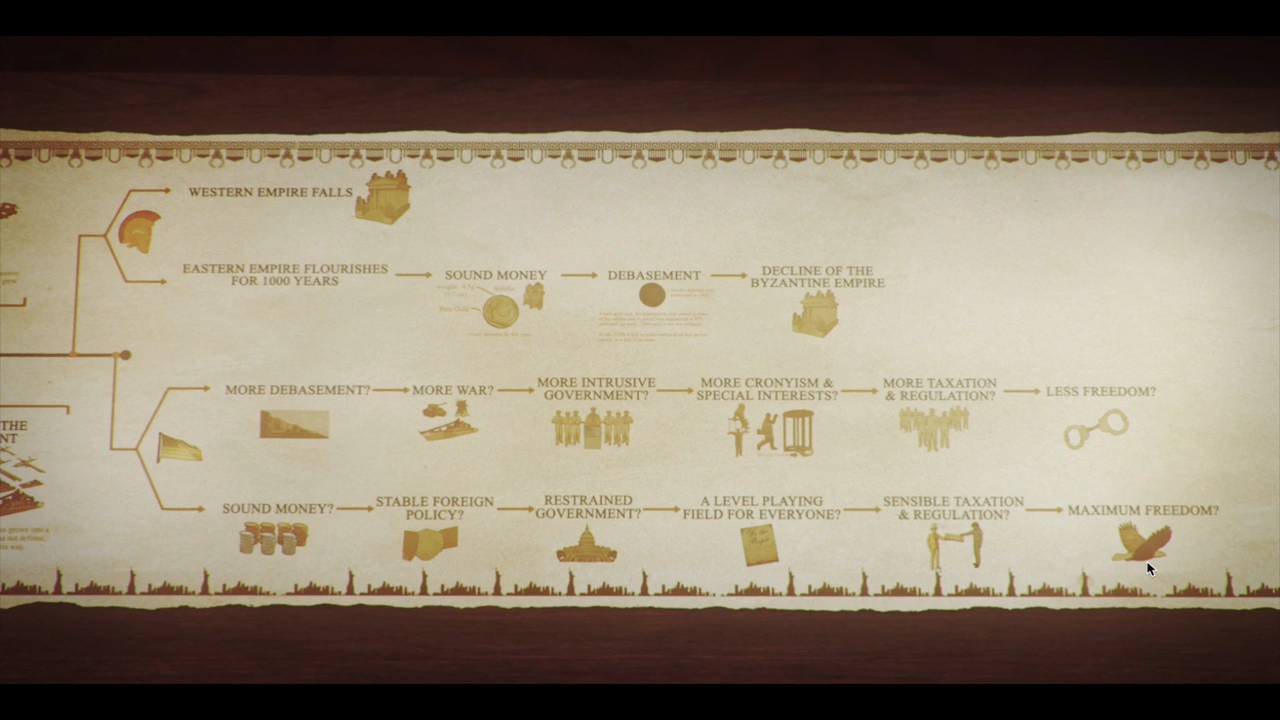 WESTERN EMPIRE FALLS
EASTERN EMPIRE FLOURISHES
FOR 1000 YEARS
SOUND MONEY
DEBASEMENT
DECLINE OF THE
BYZANTINE EMPIRE
MORE DEBASEMENT?
MORE WAR?
MORE INTRUSIVE
GOVERNMENT?
MORE CRONYISM &
SPECIAL INTERESTS?
MORE TAXATION
& REGULATION?
LESS FREEDOM?
THE
NT
SOUND MONEY?
STABLE FOREIGN
POLICY?
RESTRAINED
GOVERNMENT?
A LEVEL PLAYING
FIELD FOR EVERYONE?
SENSIBLE TAXATION
& REGULATION?
MAXIMUM FREEDOM?